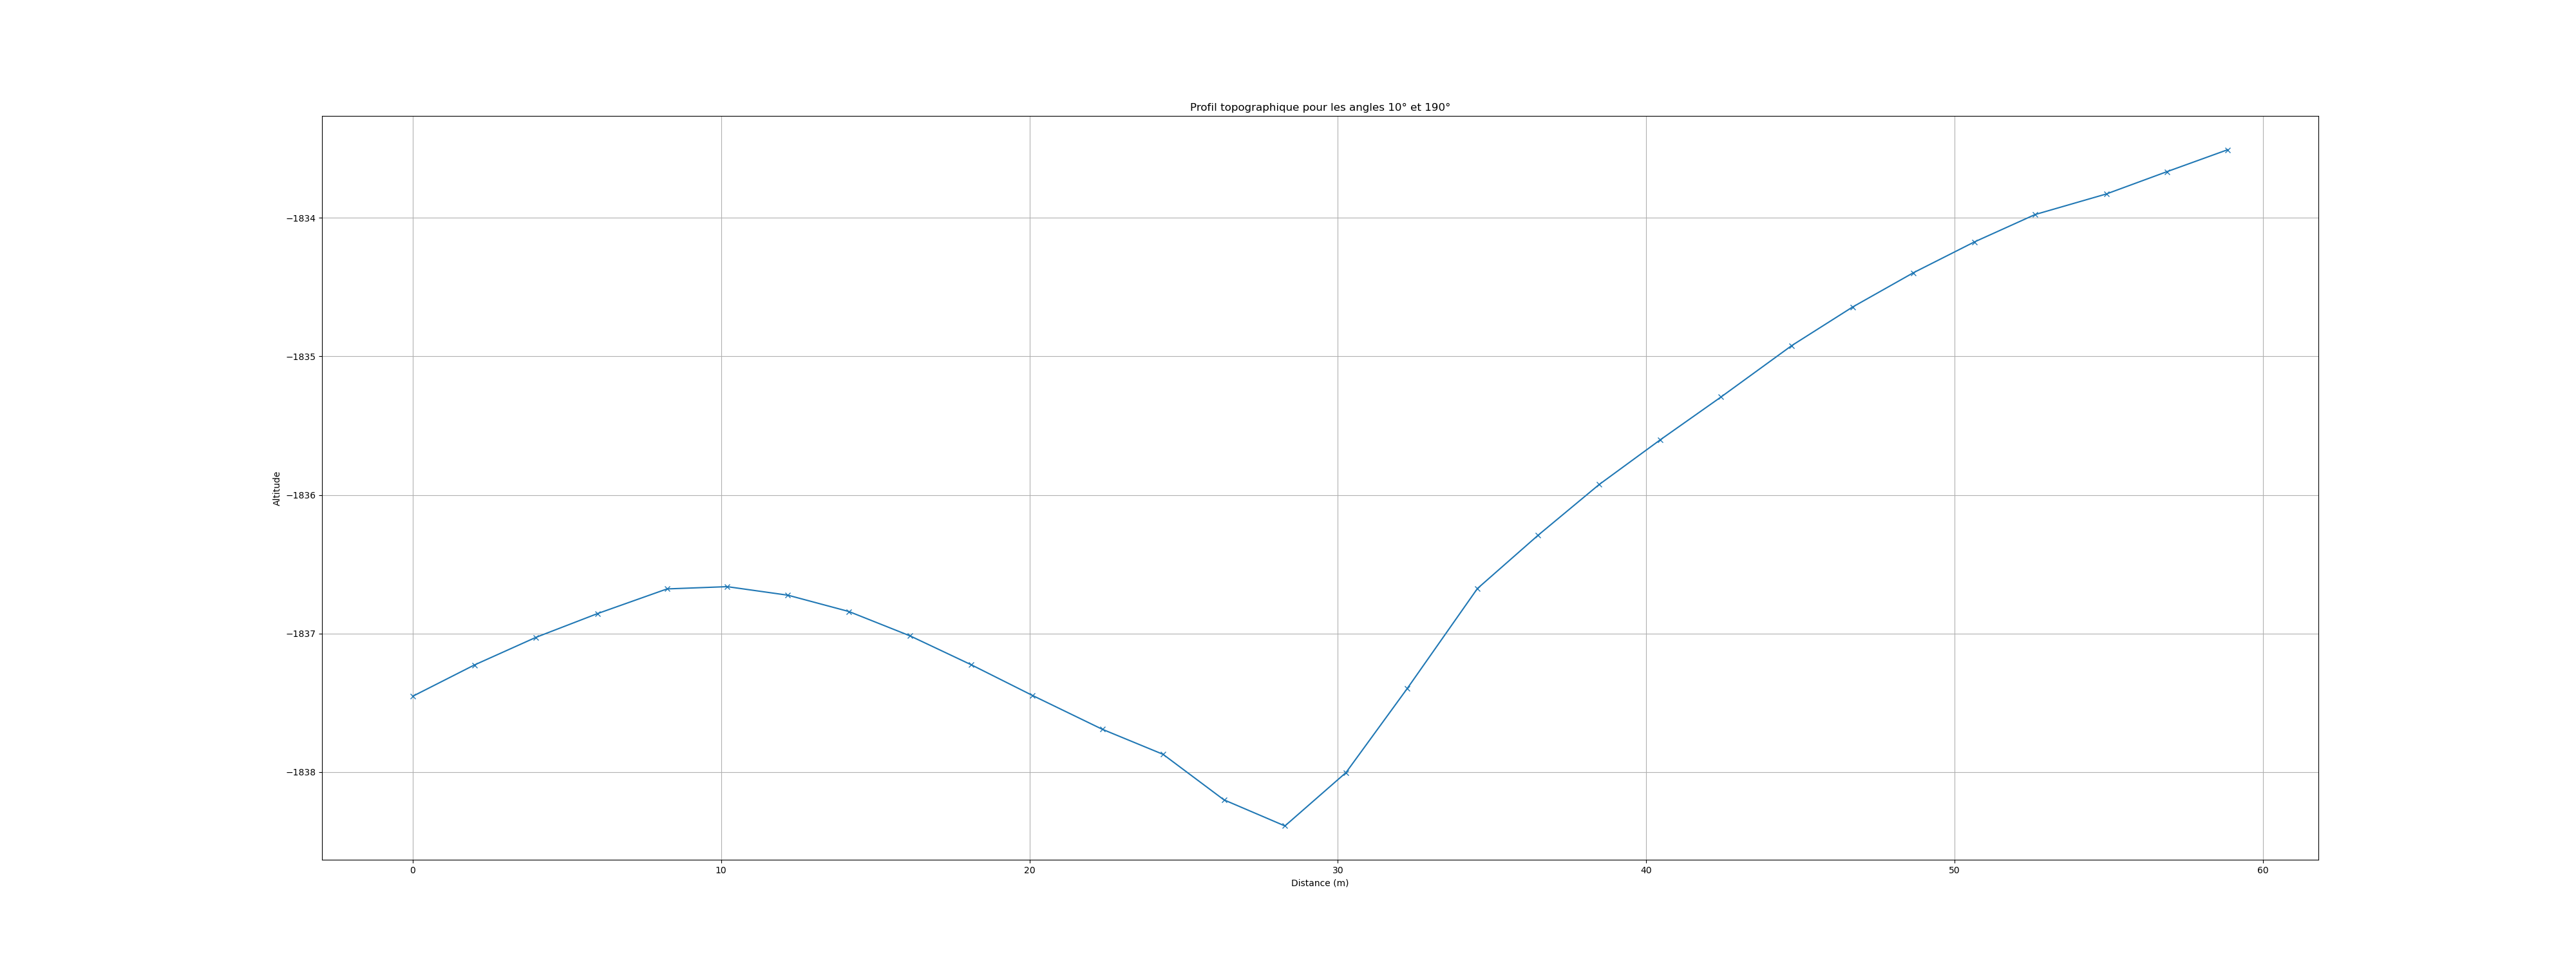 Profil topographique pour les angles 10° et 190°
−1834
−1835
−1836
−1837
−1838
Altitude
0 10 20 30 40 50 60
Distance (m)